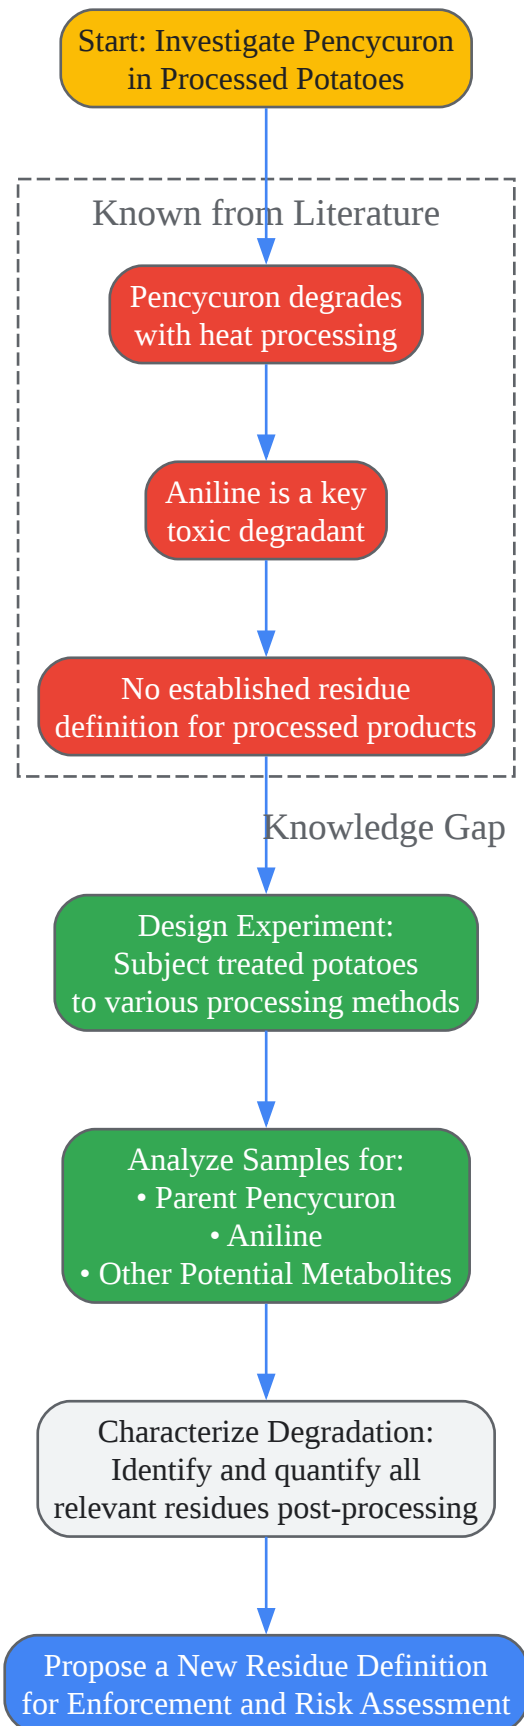 Start: Investigate Pencycuron
in Processed Potatoes
Known from Literature
Pencycuron degrades
with heat processing
Aniline is a key
toxic degradant
No established residue
definition for processed products
Knowledge Gap
Design Experiment:
Subject treated potatoes
to various processing methods
Analyze Samples for:
• Parent Pencycuron
• Aniline
• Other Potential Metabolites
Characterize Degradation:
Identify and quantify all
relevant residues post-processing
Propose a New Residue Definition
for Enforcement and Risk Assessment